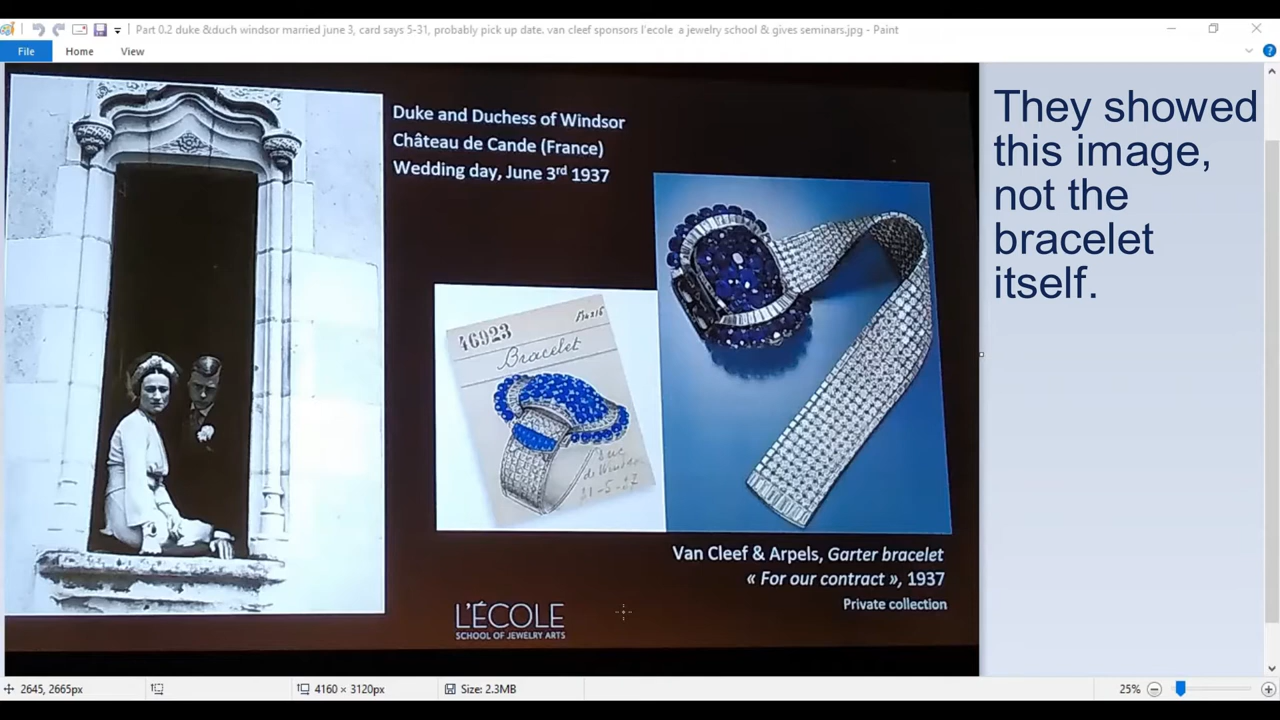 Part 0.2 duke &duch windsor married june 3, card says 5-31, probably pick up date. van cleef sponsors l'ecole  a jewelry school & gives seminars.jpg - Paint
File
Home
View
Duke and Duchess of Windsor
Château de Cande (France)
Wedding day, June 3rd 1937
46923
Bracelet
Duc
de Windsor
31-5-37
They showed
this image,
not the
bracelet
itself.
Van Cleef & Arpels, Garter bracelet
« For our contract », 1937
Private collection
L'ÉCOLE
SCHOOL OF JEWELRY ARTS
2645, 2665px
4160 × 3120px
Size: 2.3MB
25%